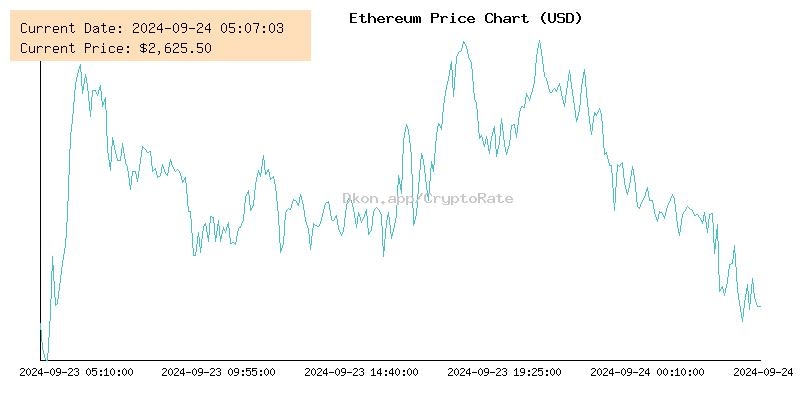 Ethereum Price Chart (USD)
Current Date: 2024-09-24 05:07:03
Current Price: $2,625.50
Dkon.app/CryptoRate
2024-09-23 05:10:00 2024-09-23 09:55:00 2024-09-23 14:40:00 2024-09-23 19:25:00 2024-09-24 00:10:00 2024-09-24